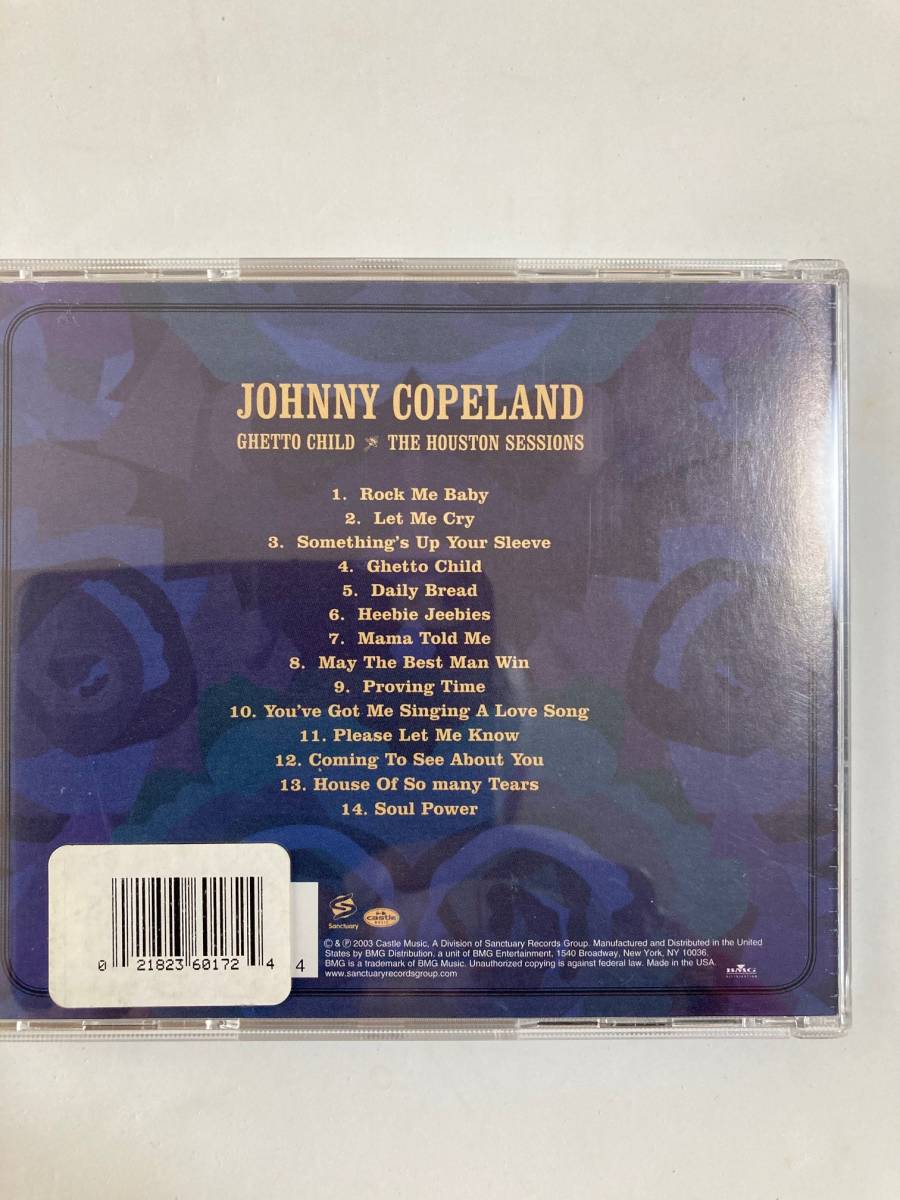 JOHNNY COPELAND
GHETTO CHILD THE HOUSTON SESSIONS
1. Rock Me Baby
2. Let Me Cry
3. Something's Up Your Sleeve
4. Ghetto Child
5. Daily Bread
6. Heebie Jeebies
7. Mama Told Me
8. May The Best Man Win
9. Proving Time
10. You've Got Me Singing A Love Song
11. Please Let Me Know
12. Coming To See About You
13. House Of So many Tears
14. Soul Power
0 21823 60172 4
4
Sanctuary
castle
MUSIC
© & ℗ 2003 Castle Music, A Division of Sanctuary Records Group. Manufactured and Distributed in the United
States by BMG Distribution, a unit of BMG Entertainment, 1540 Broadway, New York, NY 10036.
BMG is a trademark of BMG Music. Unauthorized copying is against federal law. Made in the USA.
www.sanctuaryrecordsgroup.com
BMG
DISTRIBUTION